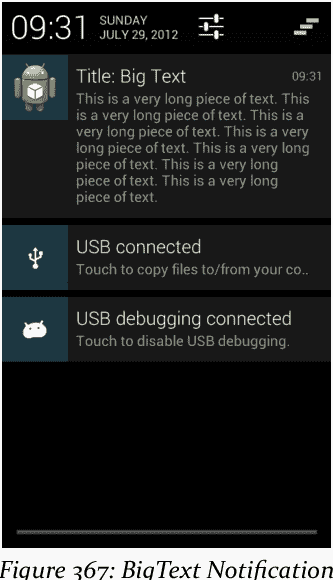 09:31 SUNDAY
JULY 29, 2012
Title: Big Text 09:31
This is a very long piece of text. This
is a very long piece of text. This is a
very long piece of text. This is a very
long piece of text. This is a very long
piece of text. This is a very long
piece of text. This is a very long
piece of text.
USB connected
Touch to copy files to/from your co..
USB debugging connected
Touch to disable USB debugging.
Figure 367: BigText Notification